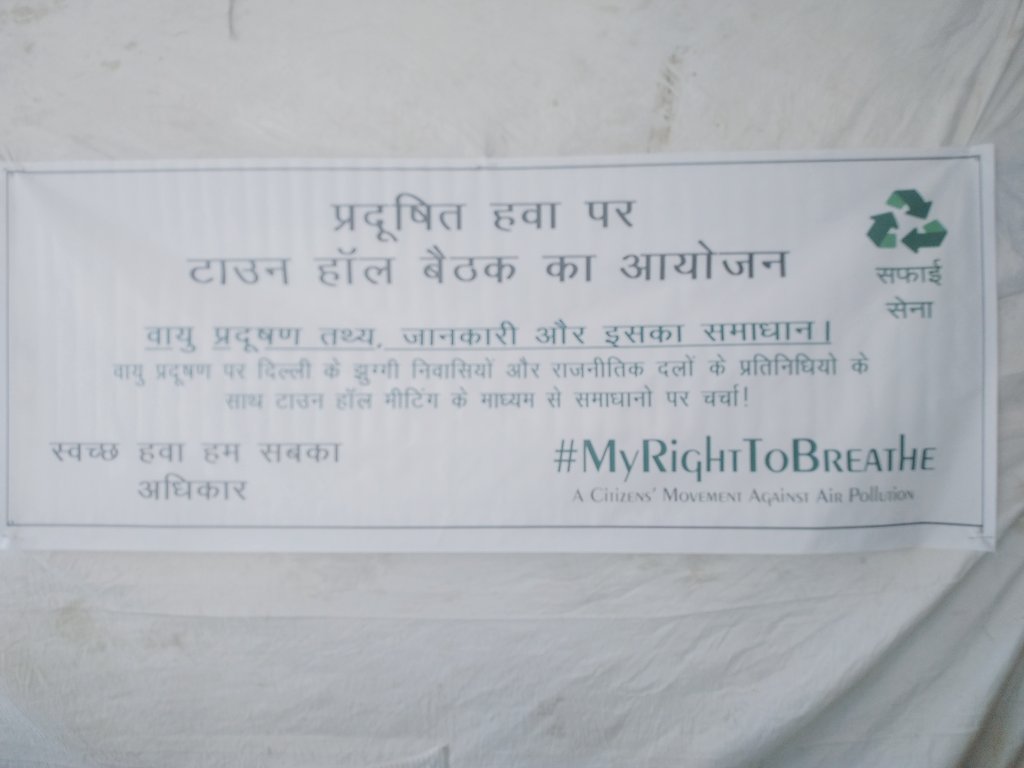 प्रदूषित हवा पर
टाउन हॉल बैठक का आयोजन
सफाई
सेना
वायु प्रदूषण तथ्य, जानकारी और इसका समाधान।
वायु प्रदूषण पर दिल्ली के झुग्गी निवासियों और राजनीतिक दलों के प्रतिनिधियो के
साथ टाउन हॉल मीटिंग के माध्यम से समाधानो पर चर्चा!
स्वच्छ हवा हम सबका
अधिकार
#MyRightToBreathe
A Citizens' Movement Against Air Pollution